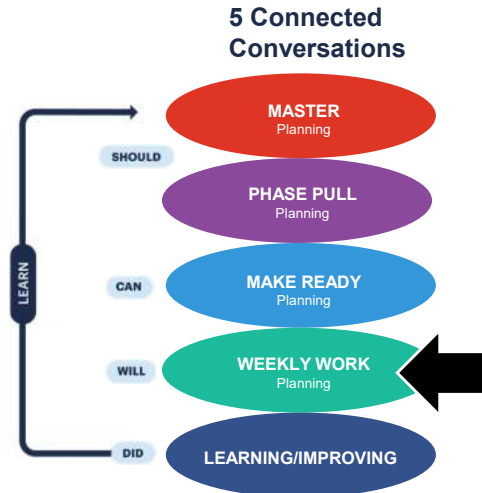 5 Connected
Conversations
MASTER
Planning
SHOULD
PHASE PULL
Planning
LEARN
CAN
MAKE READY
Planning
WILL
WEEKLY WORK
Planning
DID
LEARNING/IMPROVING